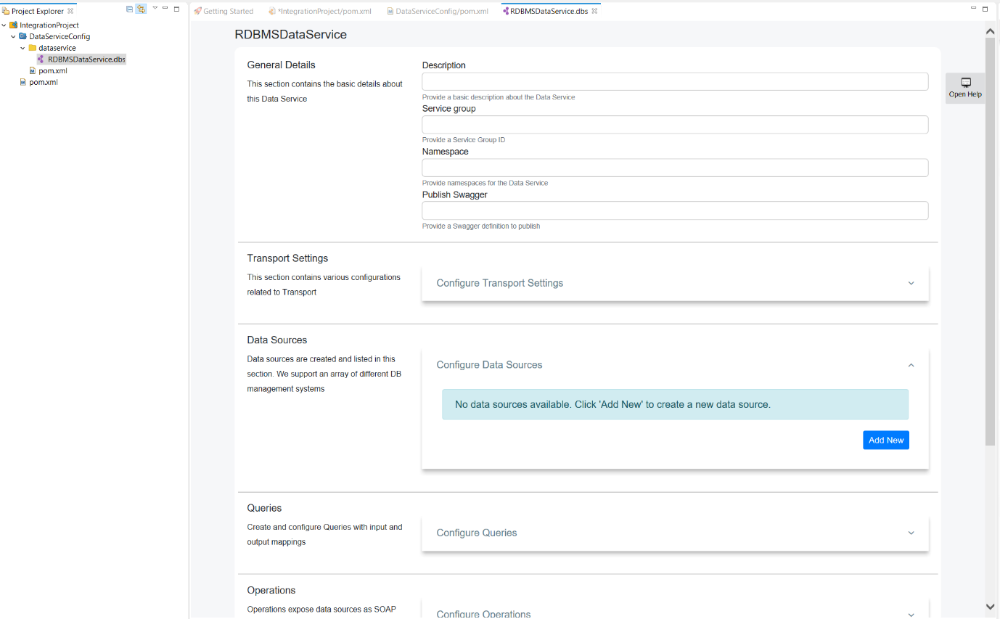 Project Explorer
Getting Started
*IntegrationProject/pom.xml
DataServiceConfig/pom.xml
RDBMSDataService.dbs
IntegrationProject
DataServiceConfig
dataservice
RDBMSDataService.dbs
pom.xml
pom.xml
RDBMSDataService
General Details
This section contains the basic details about
this Data Service
Description
Provide a basic description about the Data Service
Service group
Provide a Service Group ID
Namespace
Provide namespaces for the Data Service
Publish Swagger
Provide a Swagger definition to publish
Open Help
Transport Settings
This section contains various configurations
related to Transport
Configure Transport Settings
Data Sources
Data sources are created and listed in this
section. We support an array of different DB
management systems
Configure Data Sources
No data sources available. Click 'Add New' to create a new data source.
Add New
Queries
Create and configure Queries with input and
output mappings
Configure Queries
Operations
Operations expose data sources as SOAP
Configure Operations